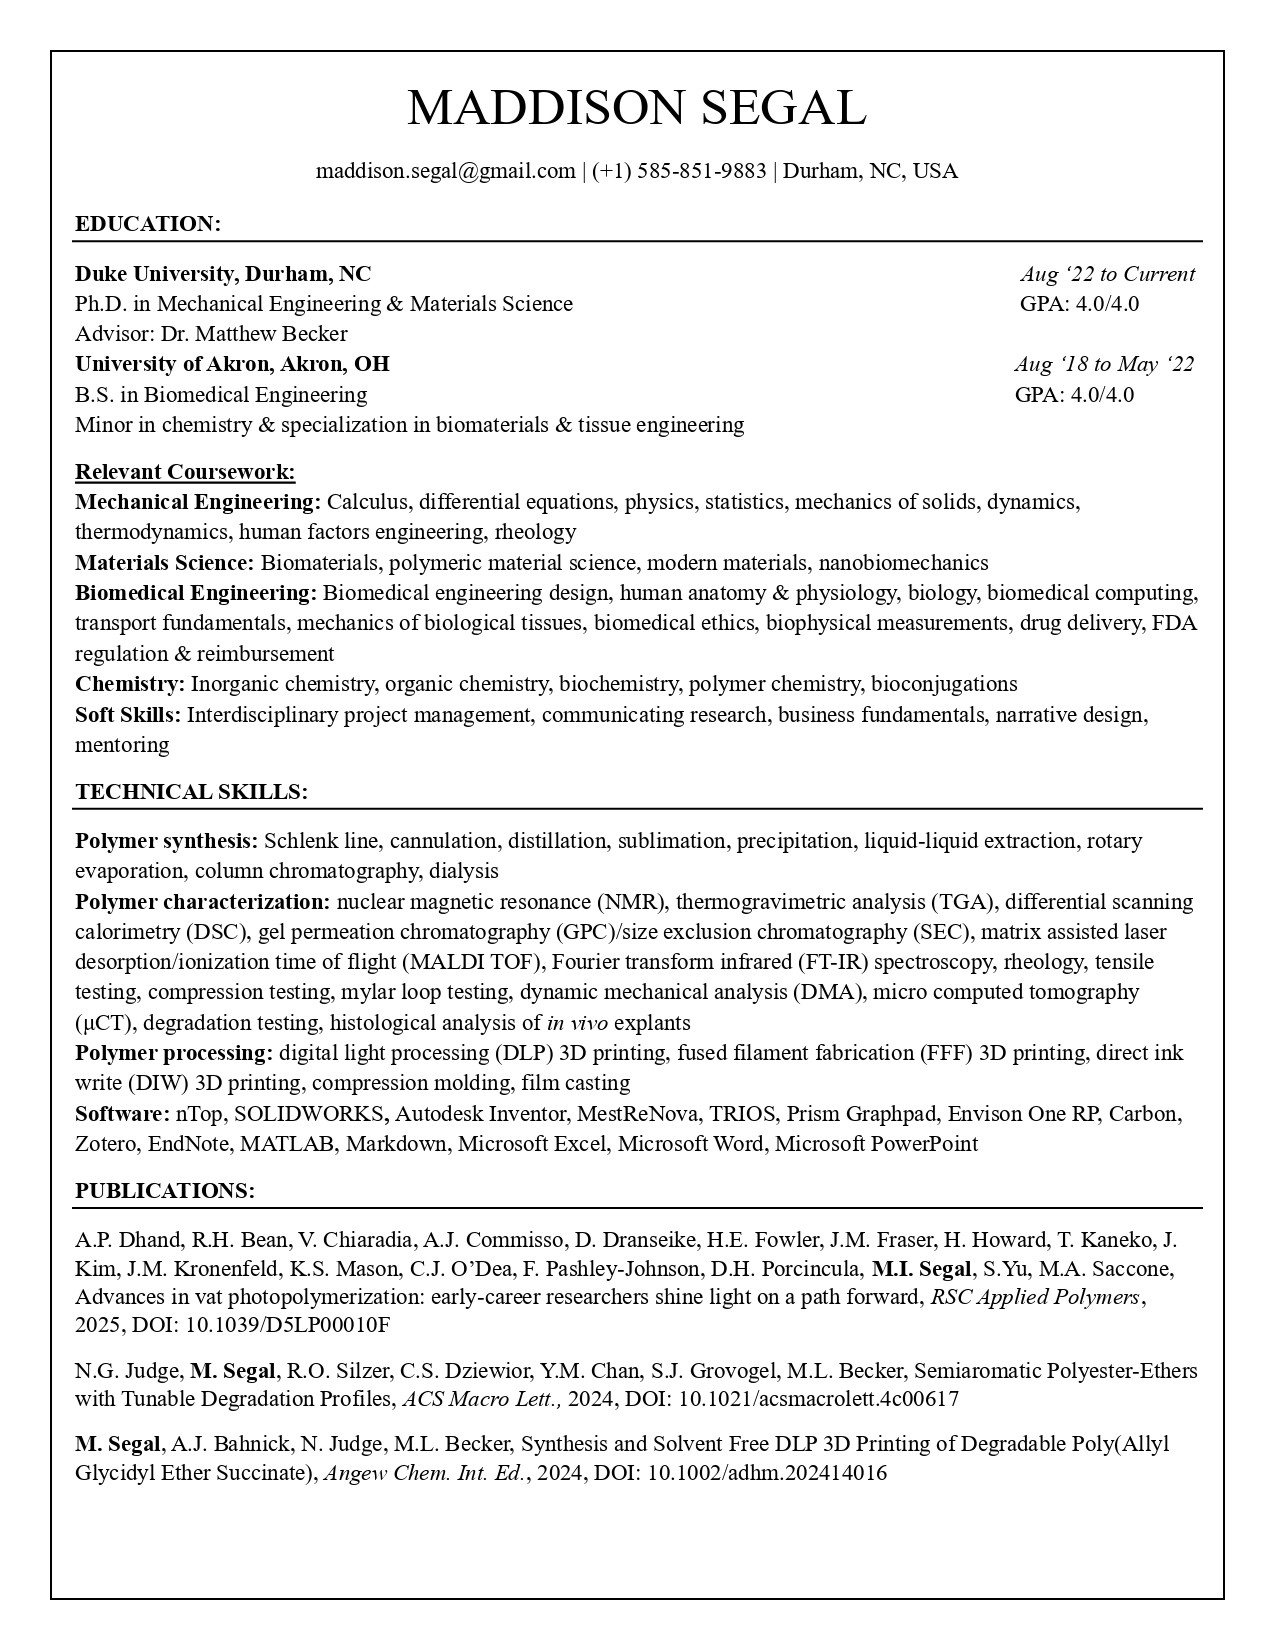 MADDISON SEGAL
maddison.segal@gmail.com | (+1) 585-851-9883 | Durham, NC, USA
EDUCATION:
Duke University, Durham, NC Aug ‘22 to Current
Ph.D. in Mechanical Engineering & Materials Science GPA: 4.0/4.0
Advisor: Dr. Matthew Becker
University of Akron, Akron, OH Aug ‘18 to May ‘22
B.S. in Biomedical Engineering GPA: 4.0/4.0
Minor in chemistry & specialization in biomaterials & tissue engineering
Relevant Coursework:
Mechanical Engineering: Calculus, differential equations, physics, statistics, mechanics of solids, dynamics,
thermodynamics, human factors engineering, rheology
Materials Science: Biomaterials, polymeric material science, modern materials, nanobiomechanics
Biomedical Engineering: Biomedical engineering design, human anatomy & physiology, biology, biomedical computing,
transport fundamentals, mechanics of biological tissues, biomedical ethics, biophysical measurements, drug delivery, FDA
regulation & reimbursement
Chemistry: Inorganic chemistry, organic chemistry, biochemistry, polymer chemistry, bioconjugations
Soft Skills: Interdisciplinary project management, communicating research, business fundamentals, narrative design,
mentoring
TECHNICAL SKILLS:
Polymer synthesis: Schlenk line, cannulation, distillation, sublimation, precipitation, liquid-liquid extraction, rotary
evaporation, column chromatography, dialysis
Polymer characterization: nuclear magnetic resonance (NMR), thermogravimetric analysis (TGA), differential scanning
calorimetry (DSC), gel permeation chromatography (GPC)/size exclusion chromatography (SEC), matrix assisted laser
desorption/ionization time of flight (MALDI TOF), Fourier transform infrared (FT-IR) spectroscopy, rheology, tensile
testing, compression testing, mylar loop testing, dynamic mechanical analysis (DMA), micro computed tomography
(μCT), degradation testing, histological analysis of in vivo explants
Polymer processing: digital light processing (DLP) 3D printing, fused filament fabrication (FFF) 3D printing, direct ink
write (DIW) 3D printing, compression molding, film casting
Software: nTop, SOLIDWORKS, Autodesk Inventor, MestReNova, TRIOS, Prism Graphpad, Envison One RP, Carbon,
Zotero, EndNote, MATLAB, Markdown, Microsoft Excel, Microsoft Word, Microsoft PowerPoint
PUBLICATIONS:
A.P. Dhand, R.H. Bean, V. Chiaradia, A.J. Commisso, D. Dranseike, H.E. Fowler, J.M. Fraser, H. Howard, T. Kaneko, J.
Kim, J.M. Kronenfeld, K.S. Mason, C.J. O’Dea, F. Pashley-Johnson, D.H. Porcincula, M.I. Segal, S.Yu, M.A. Saccone,
Advances in vat photopolymerization: early-career researchers shine light on a path forward, RSC Applied Polymers,
2025, DOI: 10.1039/D5LP00010F
N.G. Judge, M. Segal, R.O. Silzer, C.S. Dziewior, Y.M. Chan, S.J. Grovogel, M.L. Becker, Semiaromatic Polyester-Ethers
with Tunable Degradation Profiles, ACS Macro Lett., 2024, DOI: 10.1021/acsmacrolett.4c00617
M. Segal, A.J. Bahnick, N. Judge, M.L. Becker, Synthesis and Solvent Free DLP 3D Printing of Degradable Poly(Allyl
Glycidyl Ether Succinate), Angew Chem. Int. Ed., 2024, DOI: 10.1002/adhm.202414016